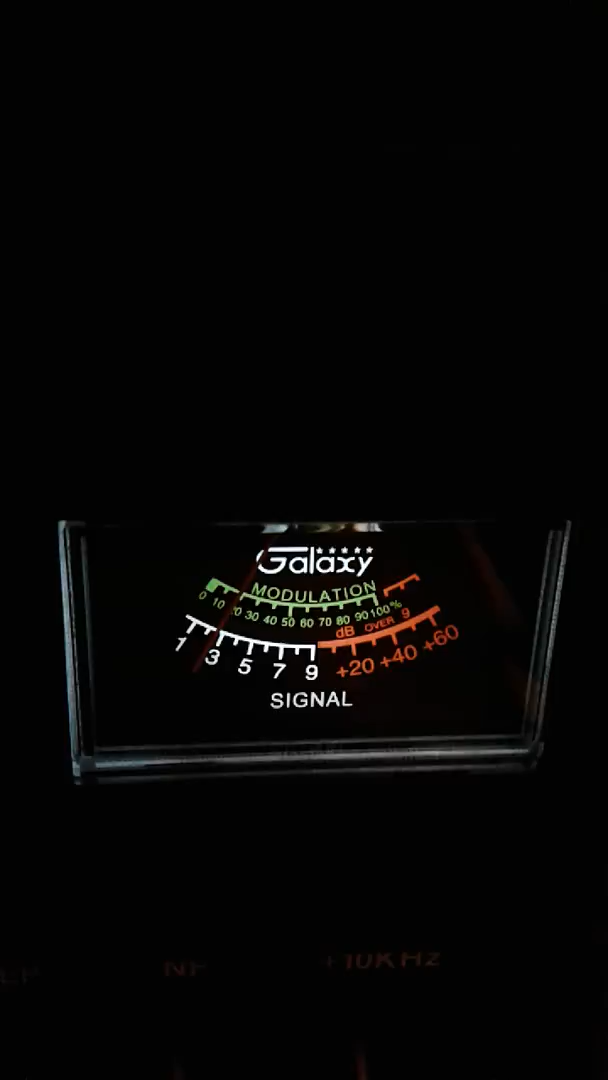 Galaxy
MODULATION
0 10 20 30 40 50 60 70 80 90 100%
dB OVER 9
1 3 5 7 9 +20 +40 +60
SIGNAL
NF +10KHz